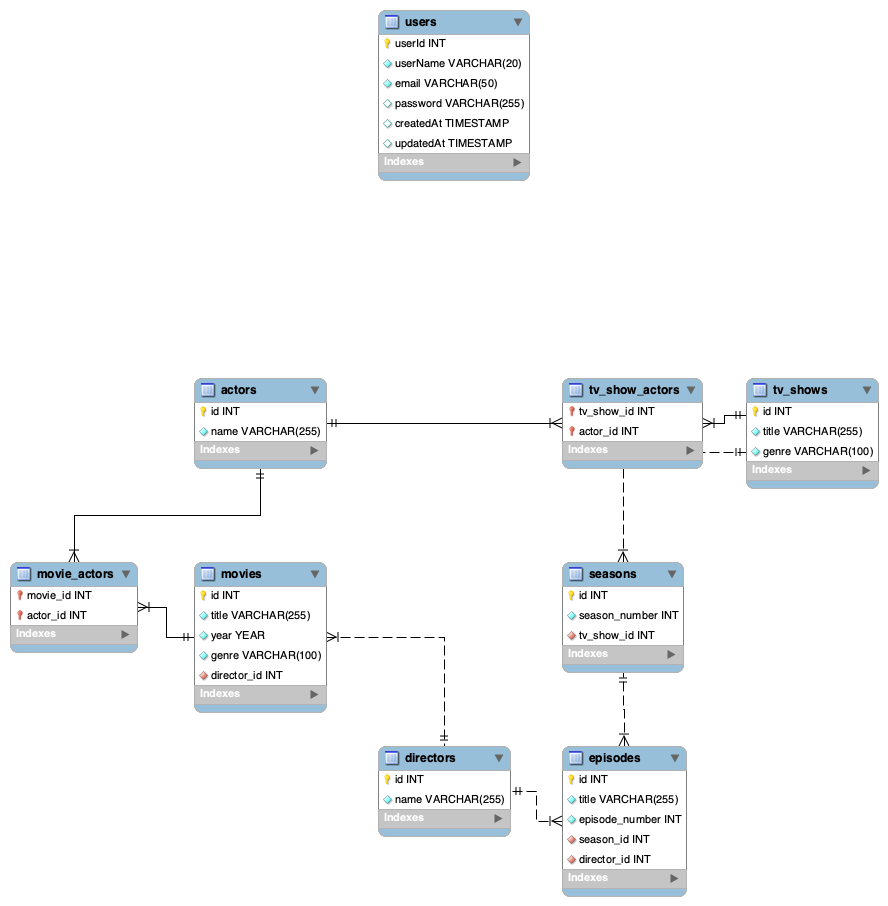 users
userId INT
userName VARCHAR(20)
email VARCHAR(50)
password VARCHAR(255)
createdAt TIMESTAMP
updatedAt TIMESTAMP
Indexes
actors
id INT
name VARCHAR(255)
Indexes
tv_show_actors
tv_show_id INT
actor_id INT
Indexes
tv_shows
id INT
title VARCHAR(255)
genre VARCHAR(100)
Indexes
movie_actors
movie_id INT
actor_id INT
Indexes
movies
id INT
title VARCHAR(255)
year YEAR
genre VARCHAR(100)
director_id INT
Indexes
seasons
id INT
season_number INT
tv_show_id INT
Indexes
directors
id INT
name VARCHAR(255)
Indexes
episodes
id INT
title VARCHAR(255)
episode_number INT
season_id INT
director_id INT
Indexes